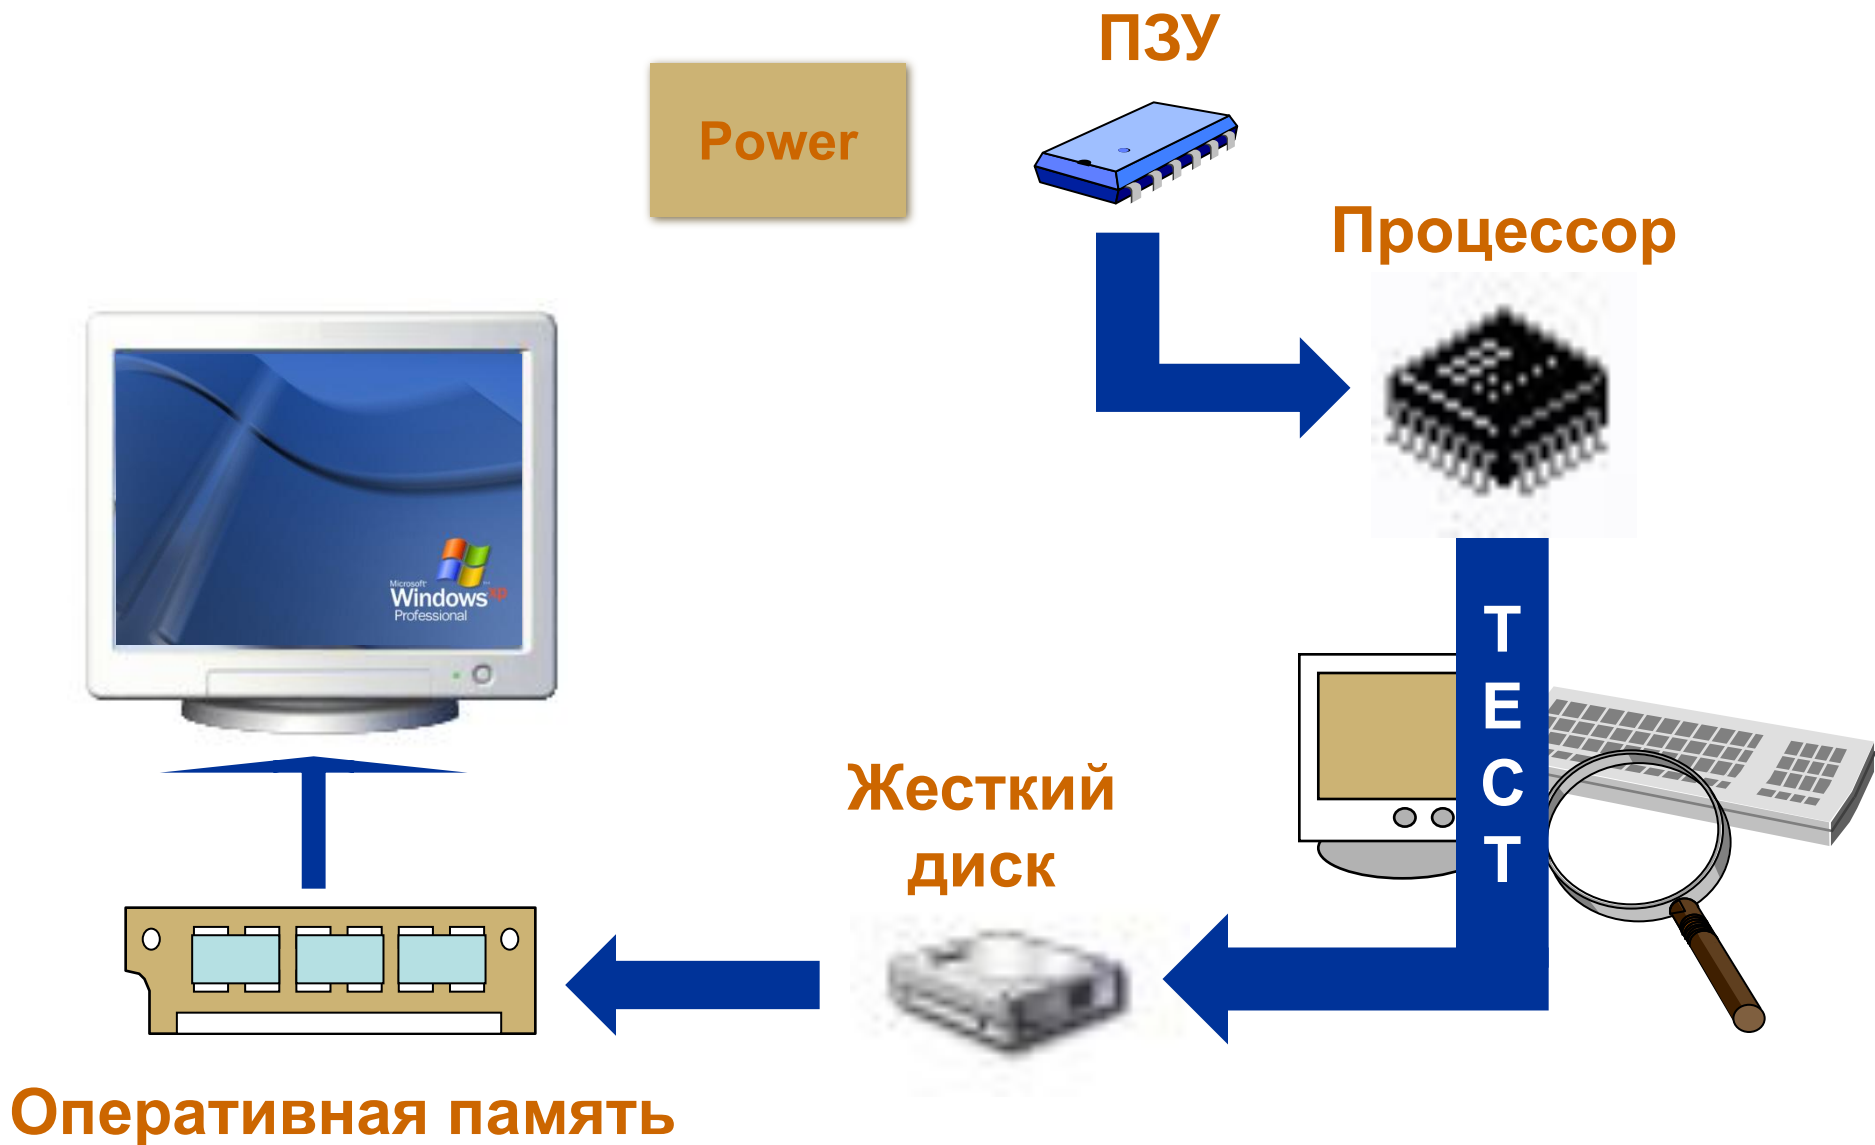 ПЗУ
Power
Процессор
Microsoft
Windows xp
Professional
Т
Е
С
Т
Жесткий
диск
Оперативная память